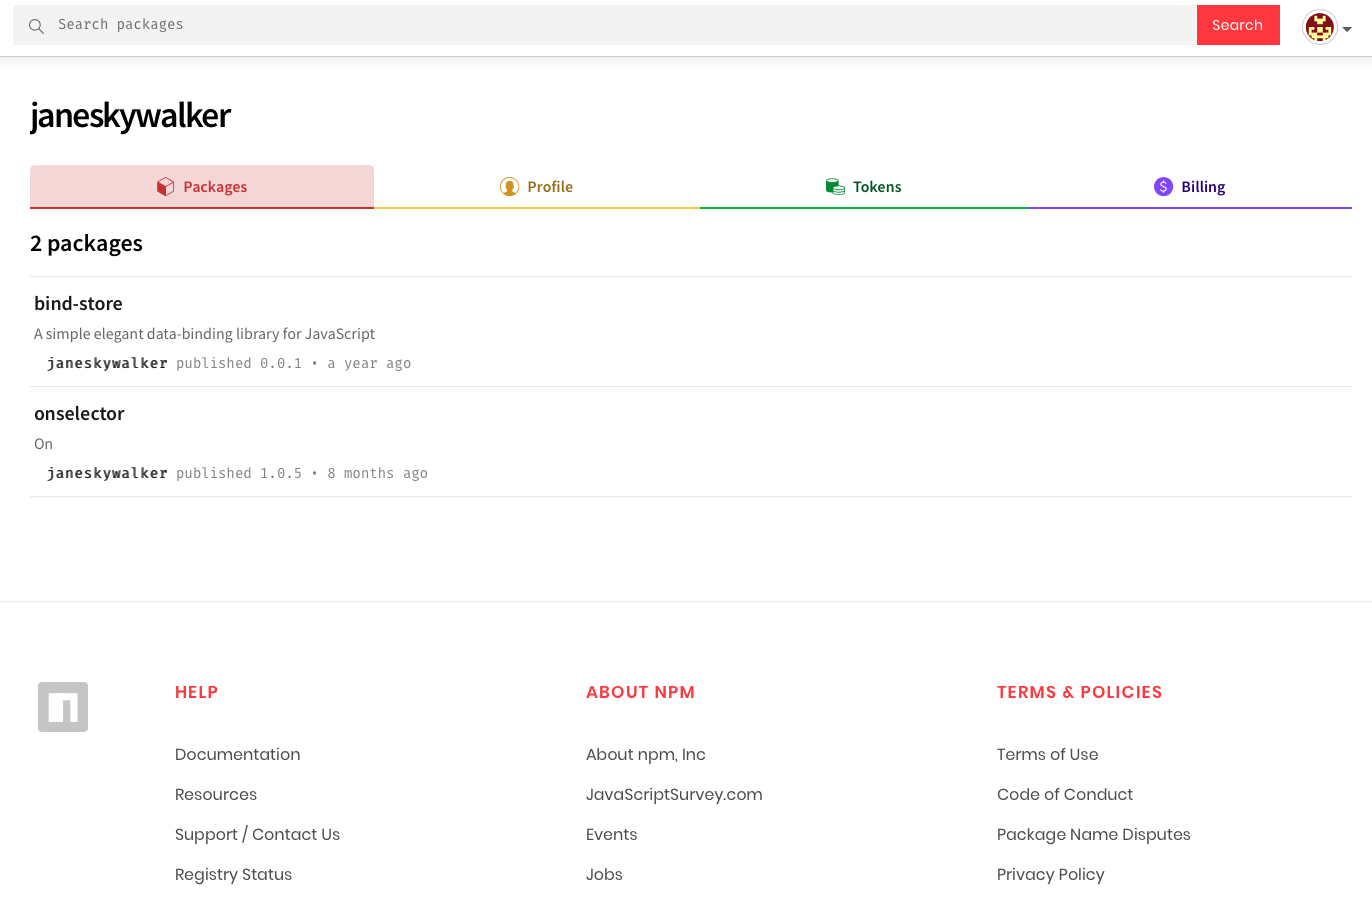 Search packages
Search
janeskywalker
Packages
Profile
Tokens
Billing
2 packages
bind-store
A simple elegant data-binding library for JavaScript
janeskywalker published 0.0.1 • a year ago
onselector
On
janeskywalker published 1.0.5 • 8 months ago
HELP
Documentation
Resources
Support / Contact Us
Registry Status
ABOUT NPM
About npm, Inc
JavaScriptSurvey.com
Events
Jobs
TERMS & POLICIES
Terms of Use
Code of Conduct
Package Name Disputes
Privacy Policy